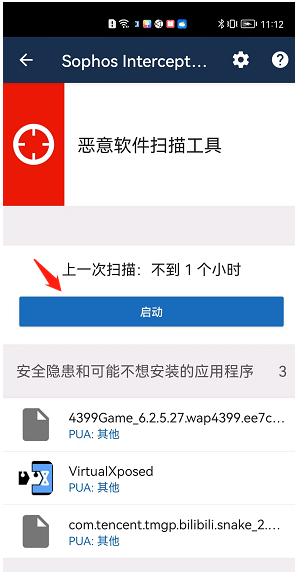 11:12
Sophos Intercept...
恶意软件扫描工具
上一次扫描：不到 1 个小时
启动
安全隐患和可能不想安装的应用程序 3
4399Game_6.2.5.27.wap4399.ee7c...
PUA: 其他
VirtualXposed
PUA: 其他
com.tencent.tmgp.bilibili.snake_2....
PUA: 其他